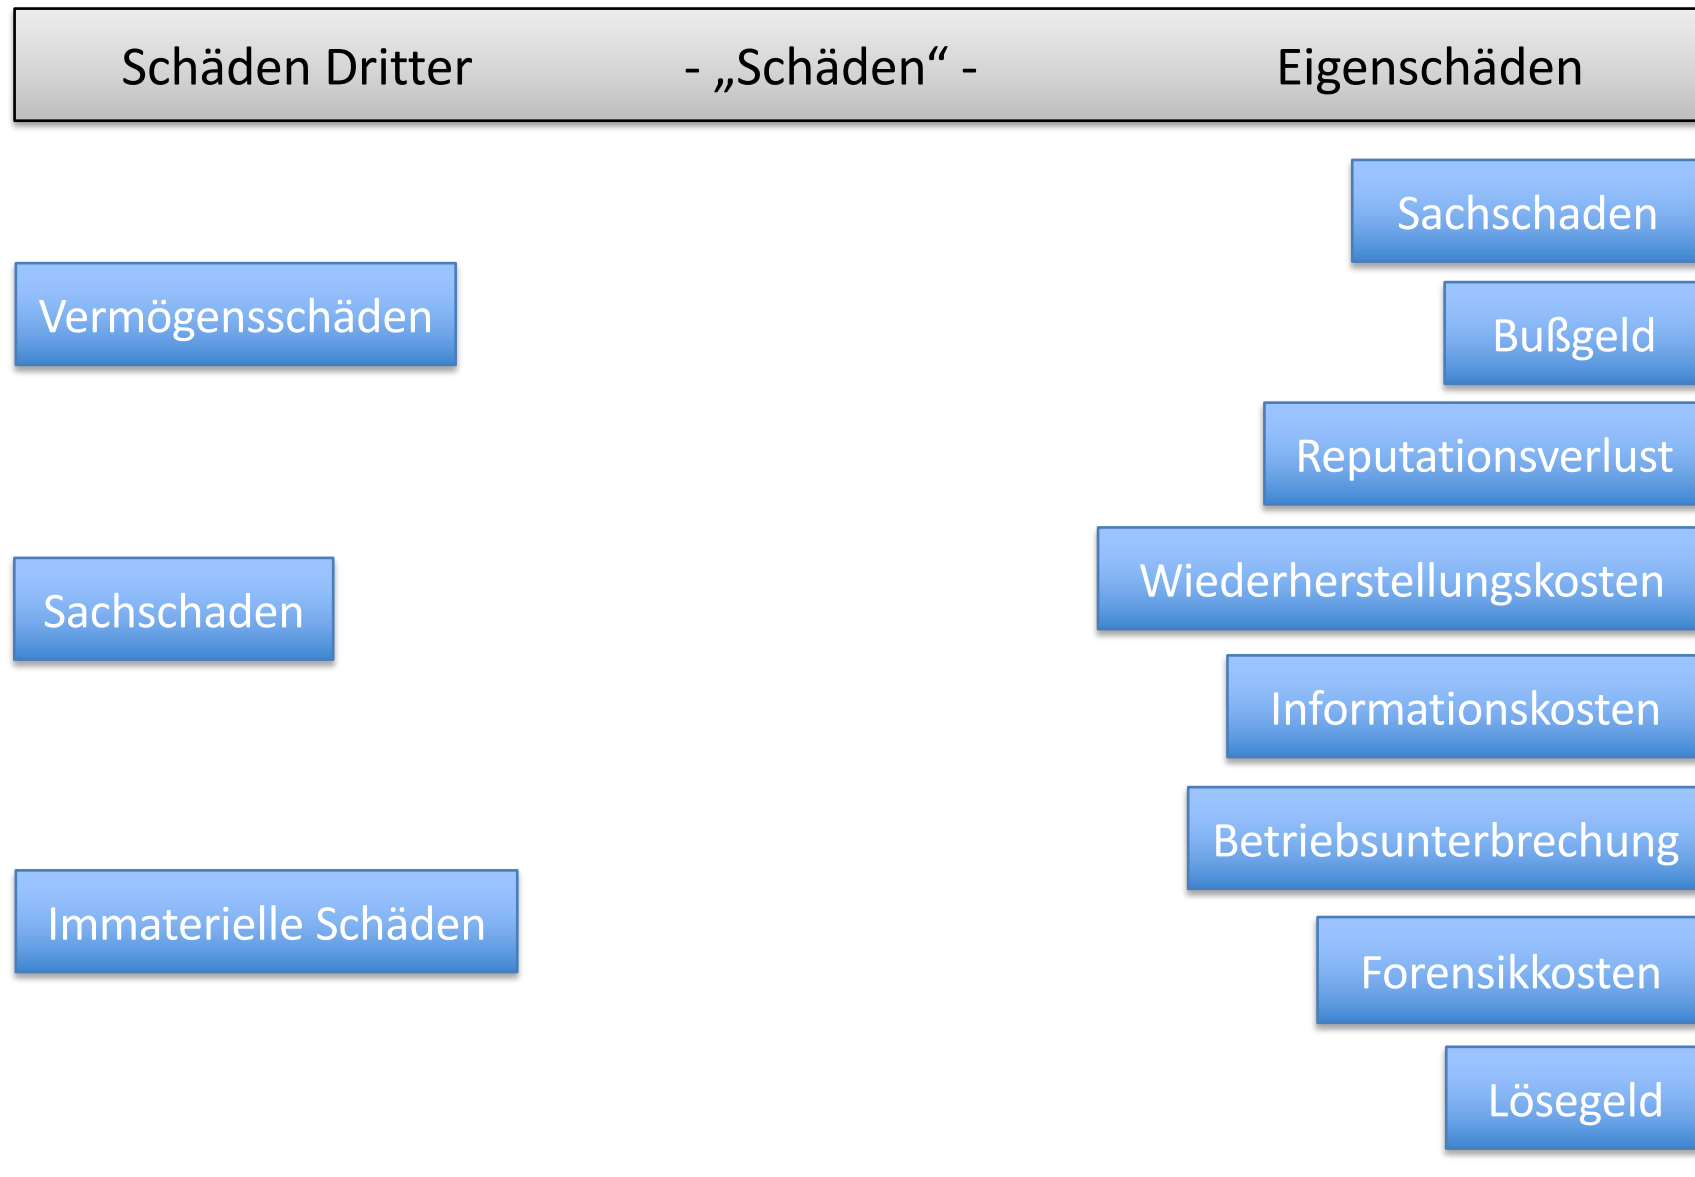 Schäden Dritter - „Schäden“ - Eigenschäden
Sachschaden
Vermögensschäden
Bußgeld
Reputationsverlust
Wiederherstellungskosten
Sachschaden
Informationskosten
Betriebsunterbrechung
Immaterielle Schäden
Forensikkosten
Lösegeld